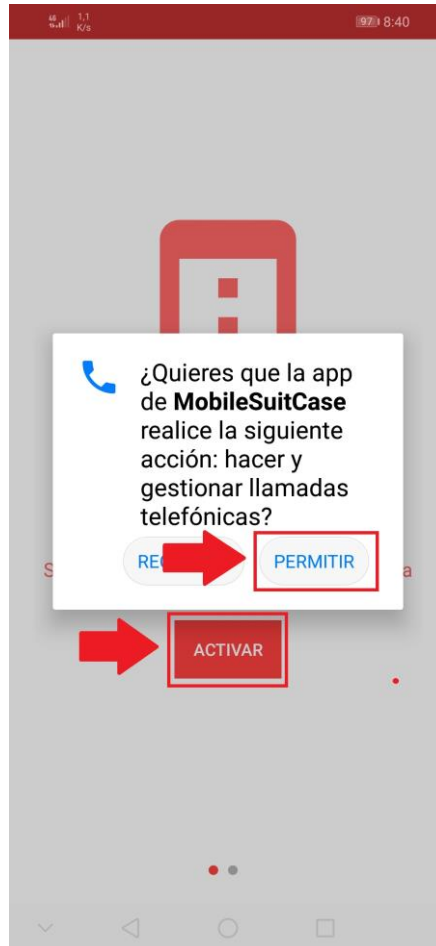 1,1
K/s
97 8:40
¿Quieres que la app
de MobileSuitCase
realice la siguiente
acción: hacer y
gestionar llamadas
telefónicas?
PERMITIR
ACTIVAR